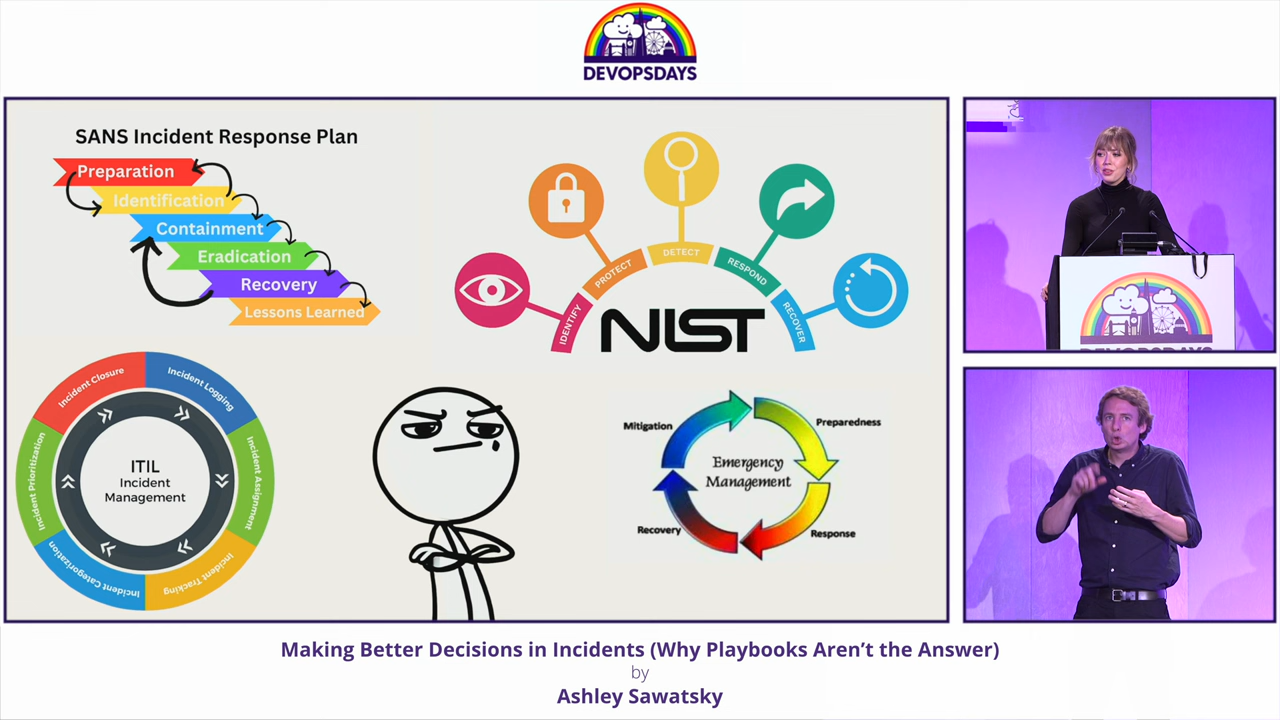 DEVOPSDAYS
SANS Incident Response Plan
Preparation
Identification
Containment
Eradication
Recovery
Lessons Learned
IDENTIFY
PROTECT
DETECT
RESPOND
RECOVER
NIST
Incident Closure
Incident Logging
Incident Assignment
Incident Tracking
Incident Categorization
Incident Prioritization
ITIL
Incident
Management
Mitigation
Preparedness
Emergency
Management
Recovery
Response
DEVOPSDAYS
Making Better Decisions in Incidents (Why Playbooks Aren't the Answer)
by
Ashley Sawatsky